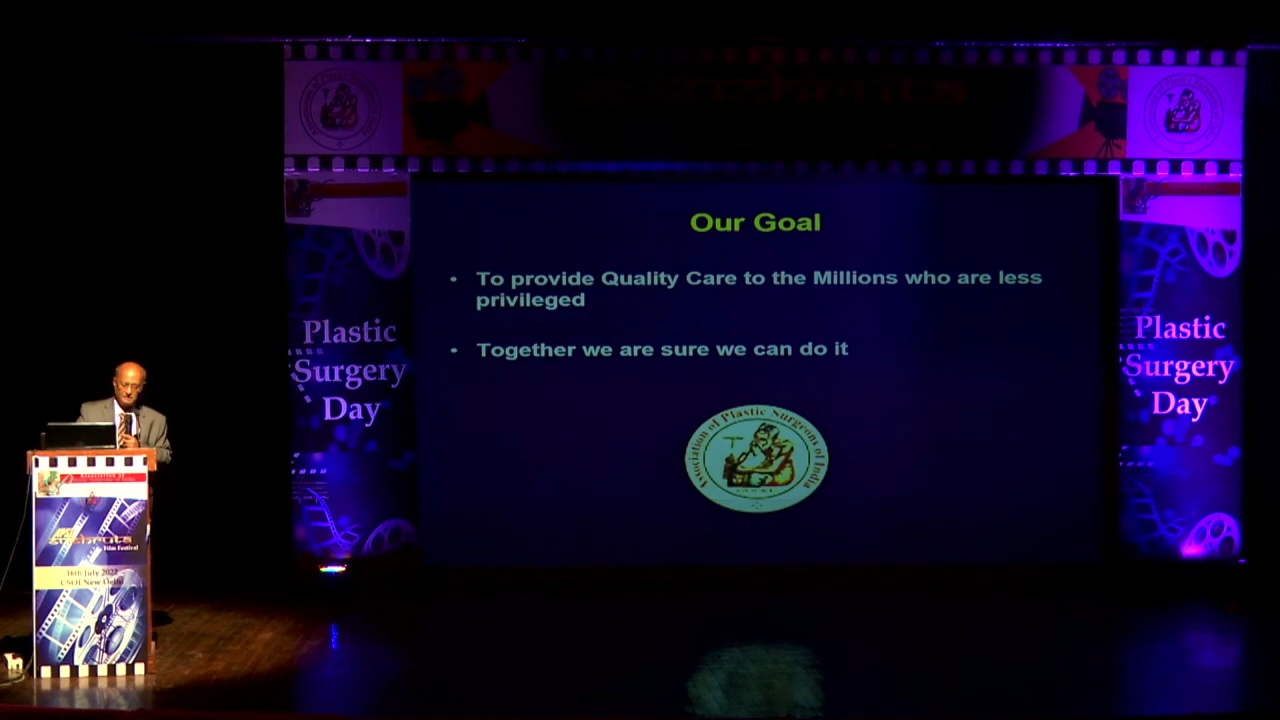 Our Goal
• To provide Quality Care to the Millions who are less
privileged
• Together we are sure we can do it
Association of Plastic Surgeons of India
Plastic
Surgery
Day
Plastic
Surgery
Day
sushruta
Film Festival
16th July 2022
CSOI New Delhi